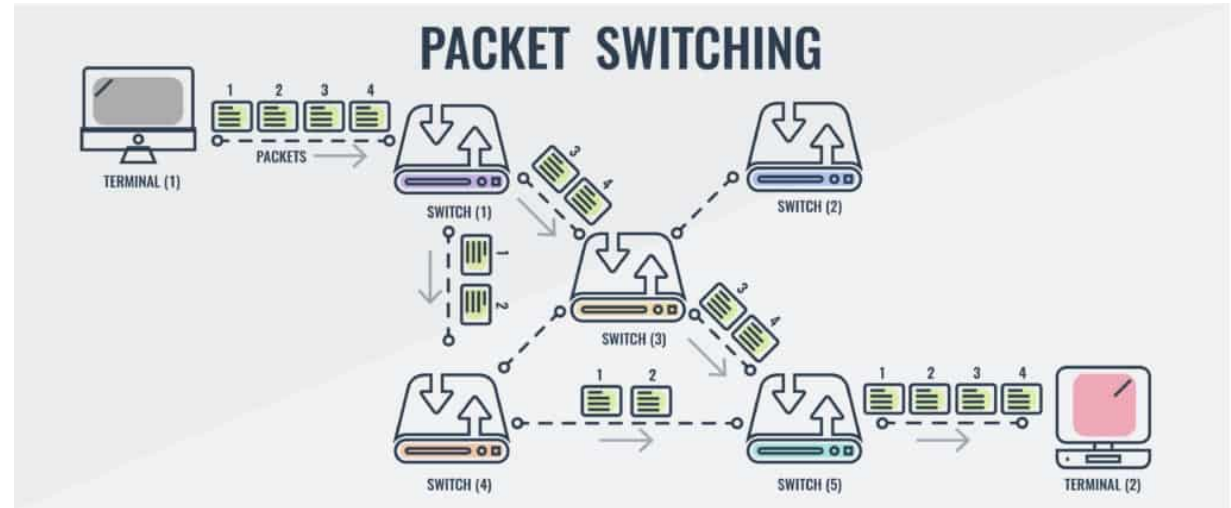 PACKET SWITCHING
1 2 3 4
PACKETS
TERMINAL (1)
SWITCH (1)
3
4
SWITCH (2)
1
2
SWITCH (3)
3
4
SWITCH (4)
1 2
SWITCH (5)
1 2 3 4
TERMINAL (2)